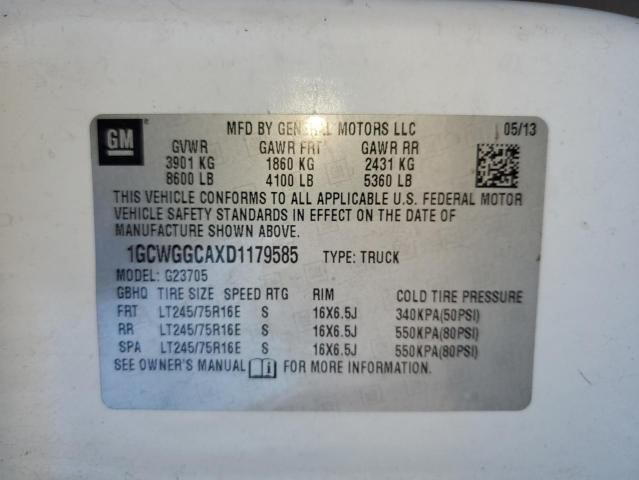 GM
MFD BY GENERAL MOTORS LLC 05/13
GVWR GAWR FRT GAWR RR
3901 KG 1860 KG 2431 KG
8600 LB 4100 LB 5360 LB
THIS VEHICLE CONFORMS TO ALL APPLICABLE U.S. FEDERAL MOTOR
VEHICLE SAFETY STANDARDS IN EFFECT ON THE DATE OF
MANUFACTURE SHOWN ABOVE.
1GCWGGCAXD1179585 TYPE: TRUCK
MODEL: G23705
GBHQ TIRE SIZE SPEED RTG RIM COLD TIRE PRESSURE
FRT LT245/75R16E S 16X6.5J 340KPA(50PSI)
RR LT245/75R16E S 16X6.5J 550KPA(80PSI)
SPA LT245/75R16E S 16X6.5J 550KPA(80PSI)
SEE OWNER'S MANUAL FOR MORE INFORMATION.